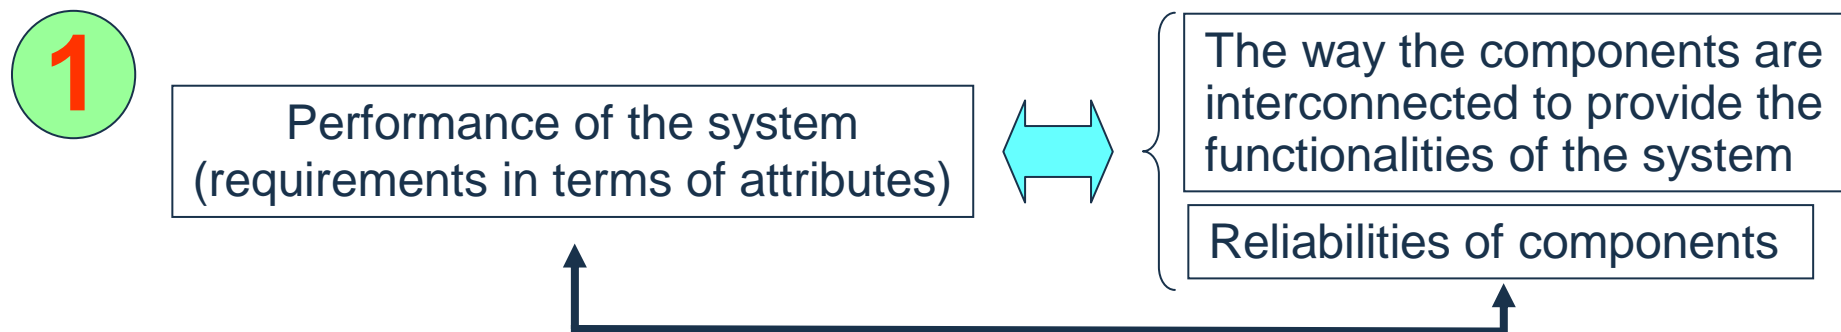 1
Performance of the system
(requirements in terms of attributes)
The way the components are
interconnected to provide the
functionalities of the system
Reliabilities of components